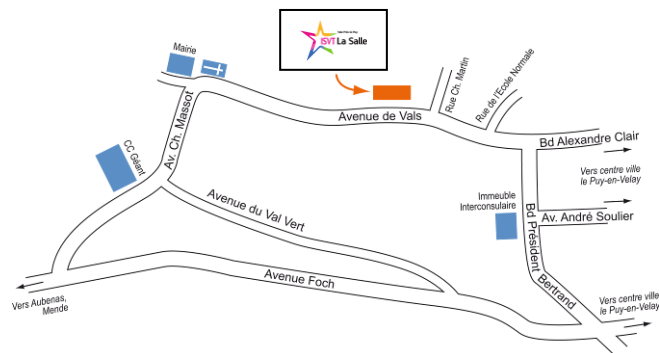 ISVT La Salle
Mairie
Rue Ch. Martin
Rue de l'Ecole Normale
Avenue de Vals
Bd Alexandre Clair
Av. Ch. Massot
CC Géant
Vers centre ville
le Puy-en-Velay
Avenue du Val Vert
Immeuble
Interconsulaire
Bd Président
Bertrand
Av. André Soulier
Avenue Foch
Vers Aubenas,
Mende
Vers centre ville
le Puy-en-Velay